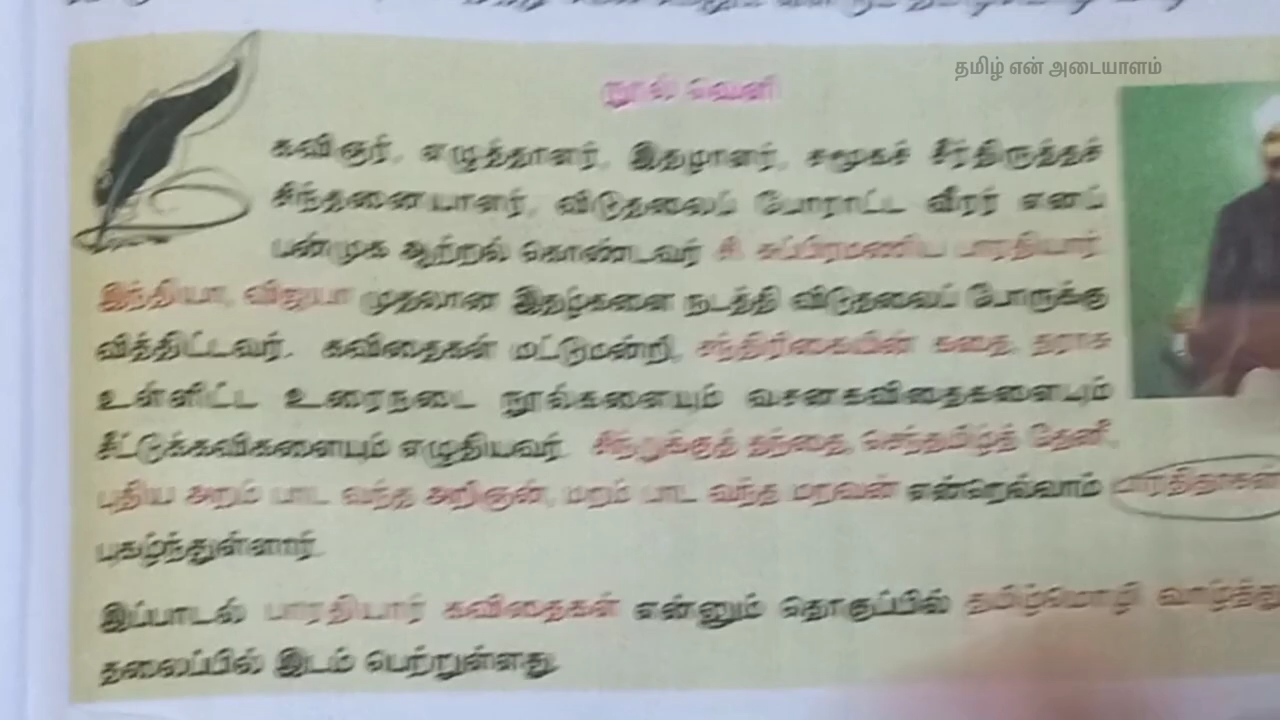 தமிழ் என் அடையாளம்
நூல் வெளி
கவிஞர், எழுத்தாளர், இதழாளர், சமூகச் சீர்திருத்தச்
சிந்தனையாளர், விடுதலைப் போராட்ட வீரர் எனப்
பன்முக ஆற்றல் கொண்டவர் சி. சுப்பிரமணிய பாரதியார்.
இந்தியா, விஜயா முதலான இதழ்களை நடத்தி விடுதலைப் போருக்கு
வித்திட்டவர். கவிதைகள் மட்டுமன்றி, சந்திரிகையின் கதை, தராசு
உள்ளிட்ட உரைநடை நூல்களையும் வசனகவிதைகளையும்
சீட்டுக்கவிகளையும் எழுதியவர். சிந்துக்குத் தந்தை, செந்தமிழ்த் தேனீ,
புதிய அறம் பாட வந்த அறிஞன், மறம் பாட வந்த மறவன் என்றெல்லாம் பாரதிதாசன்
புகழ்ந்துள்ளார்.
இப்பாடல் பாரதியார் கவிதைகள் என்னும் தொகுப்பில் தமிழ்மொழி வாழ்த்து
தலைப்பில் இடம் பெற்றுள்ளது.